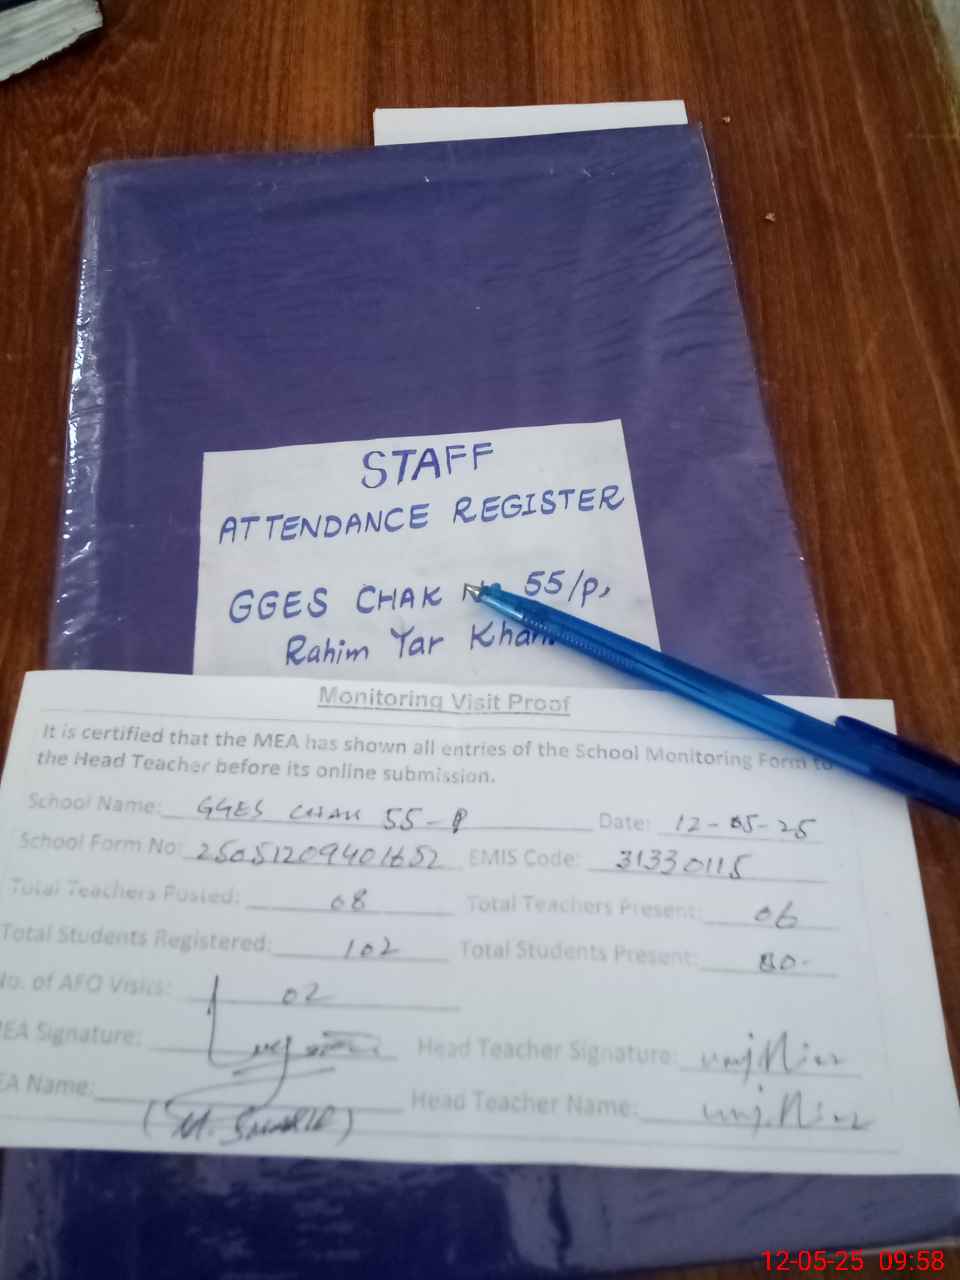 STAFF
ATTENDANCE REGISTER
GGES CHAK 55/P,
Rahim Yar Khan
Monitoring Visit Proof
It is certified that the MEA has shown all entries of the School Monitoring Form to
the Head Teacher before its online submission.
School Name: GGES CHAK 55-P Date: 12-05-25
School Form No: 25051209401652 EMIS Code: 31330115
Total Teachers Posted: 08 Total Teachers Present: 06
Total Students Registered: 102 Total Students Present: 80-
No. of AEO Visits: 02
MEA Signature: Head Teacher Signature:
EA Name: Head Teacher Name:
(M.
12-05-25 09:58